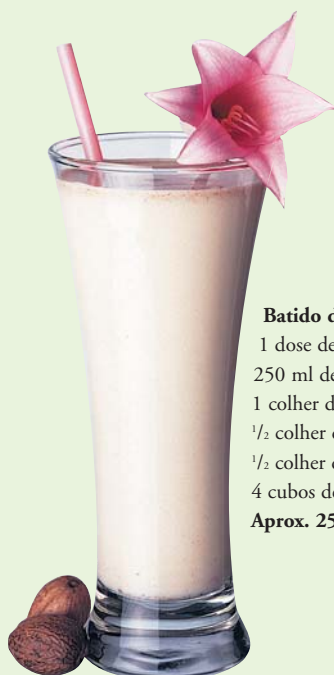 Batido d
1 dose de
250 ml de
1 colher d
1/2 colher
1/2 colher
4 cubos de
Aprox. 25